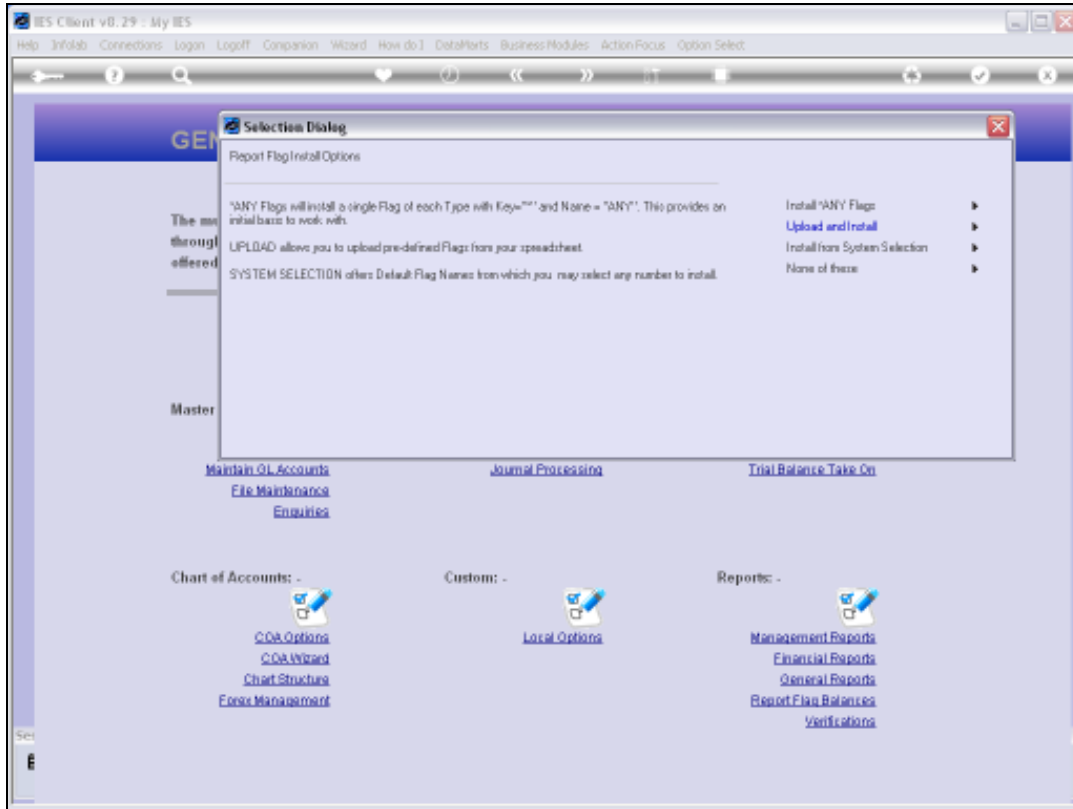 IES Client v8.29 : My IES
Help Infolab Connections Logon Logoff Companion Wizard How do I DataMarts Business Modules Action Focus Option Select
GEN
Selection Dialog
Report Flag Install Options
"ANY Flags will install a single Flag of each Type with Key="*" and Name = "ANY". This provides an
initial basis to work with.
UPLOAD allows you to upload pre-defined Flags from your spreadsheet.
SYSTEM SELECTION offers Default Flag Names from which you may select any number to install.
Install *ANY Flags
Upload and Install
Install from System Selection
None of these
The
through
offered
Master
Maintain GL Accounts
File Maintenance
Enquiries
Journal Processing
Trial Balance Take On
Chart of Accounts: -
COA Options
COA Wizard
Chart Structure
Forex Management
Custom: -
Local Options
Reports: -
Management Reports
Financial Reports
General Reports
Report Flag Balances
Verifications